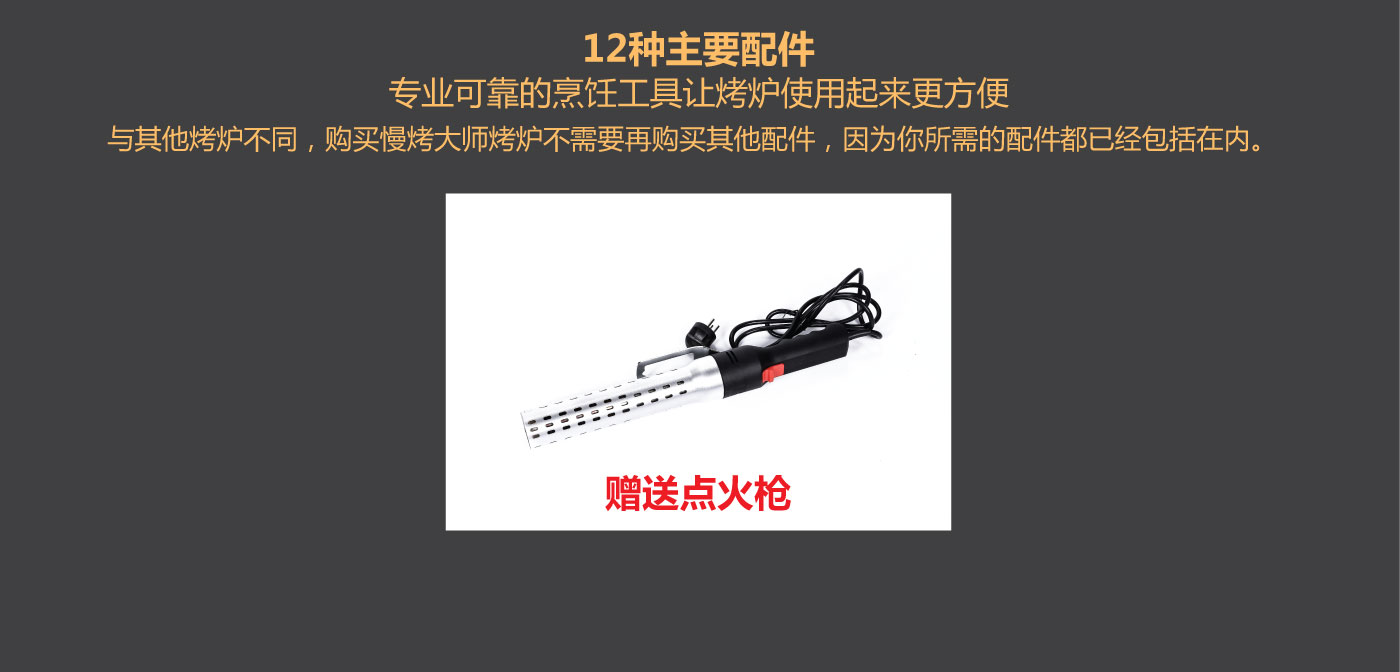 12种主要配件
专业可靠的烹饪工具让烤炉使用起来更方便
与其他烤炉不同，购买慢烤大师烤炉不需要再购买其他配件，因为你所需的配件都已经包括在内。
赠送点火枪